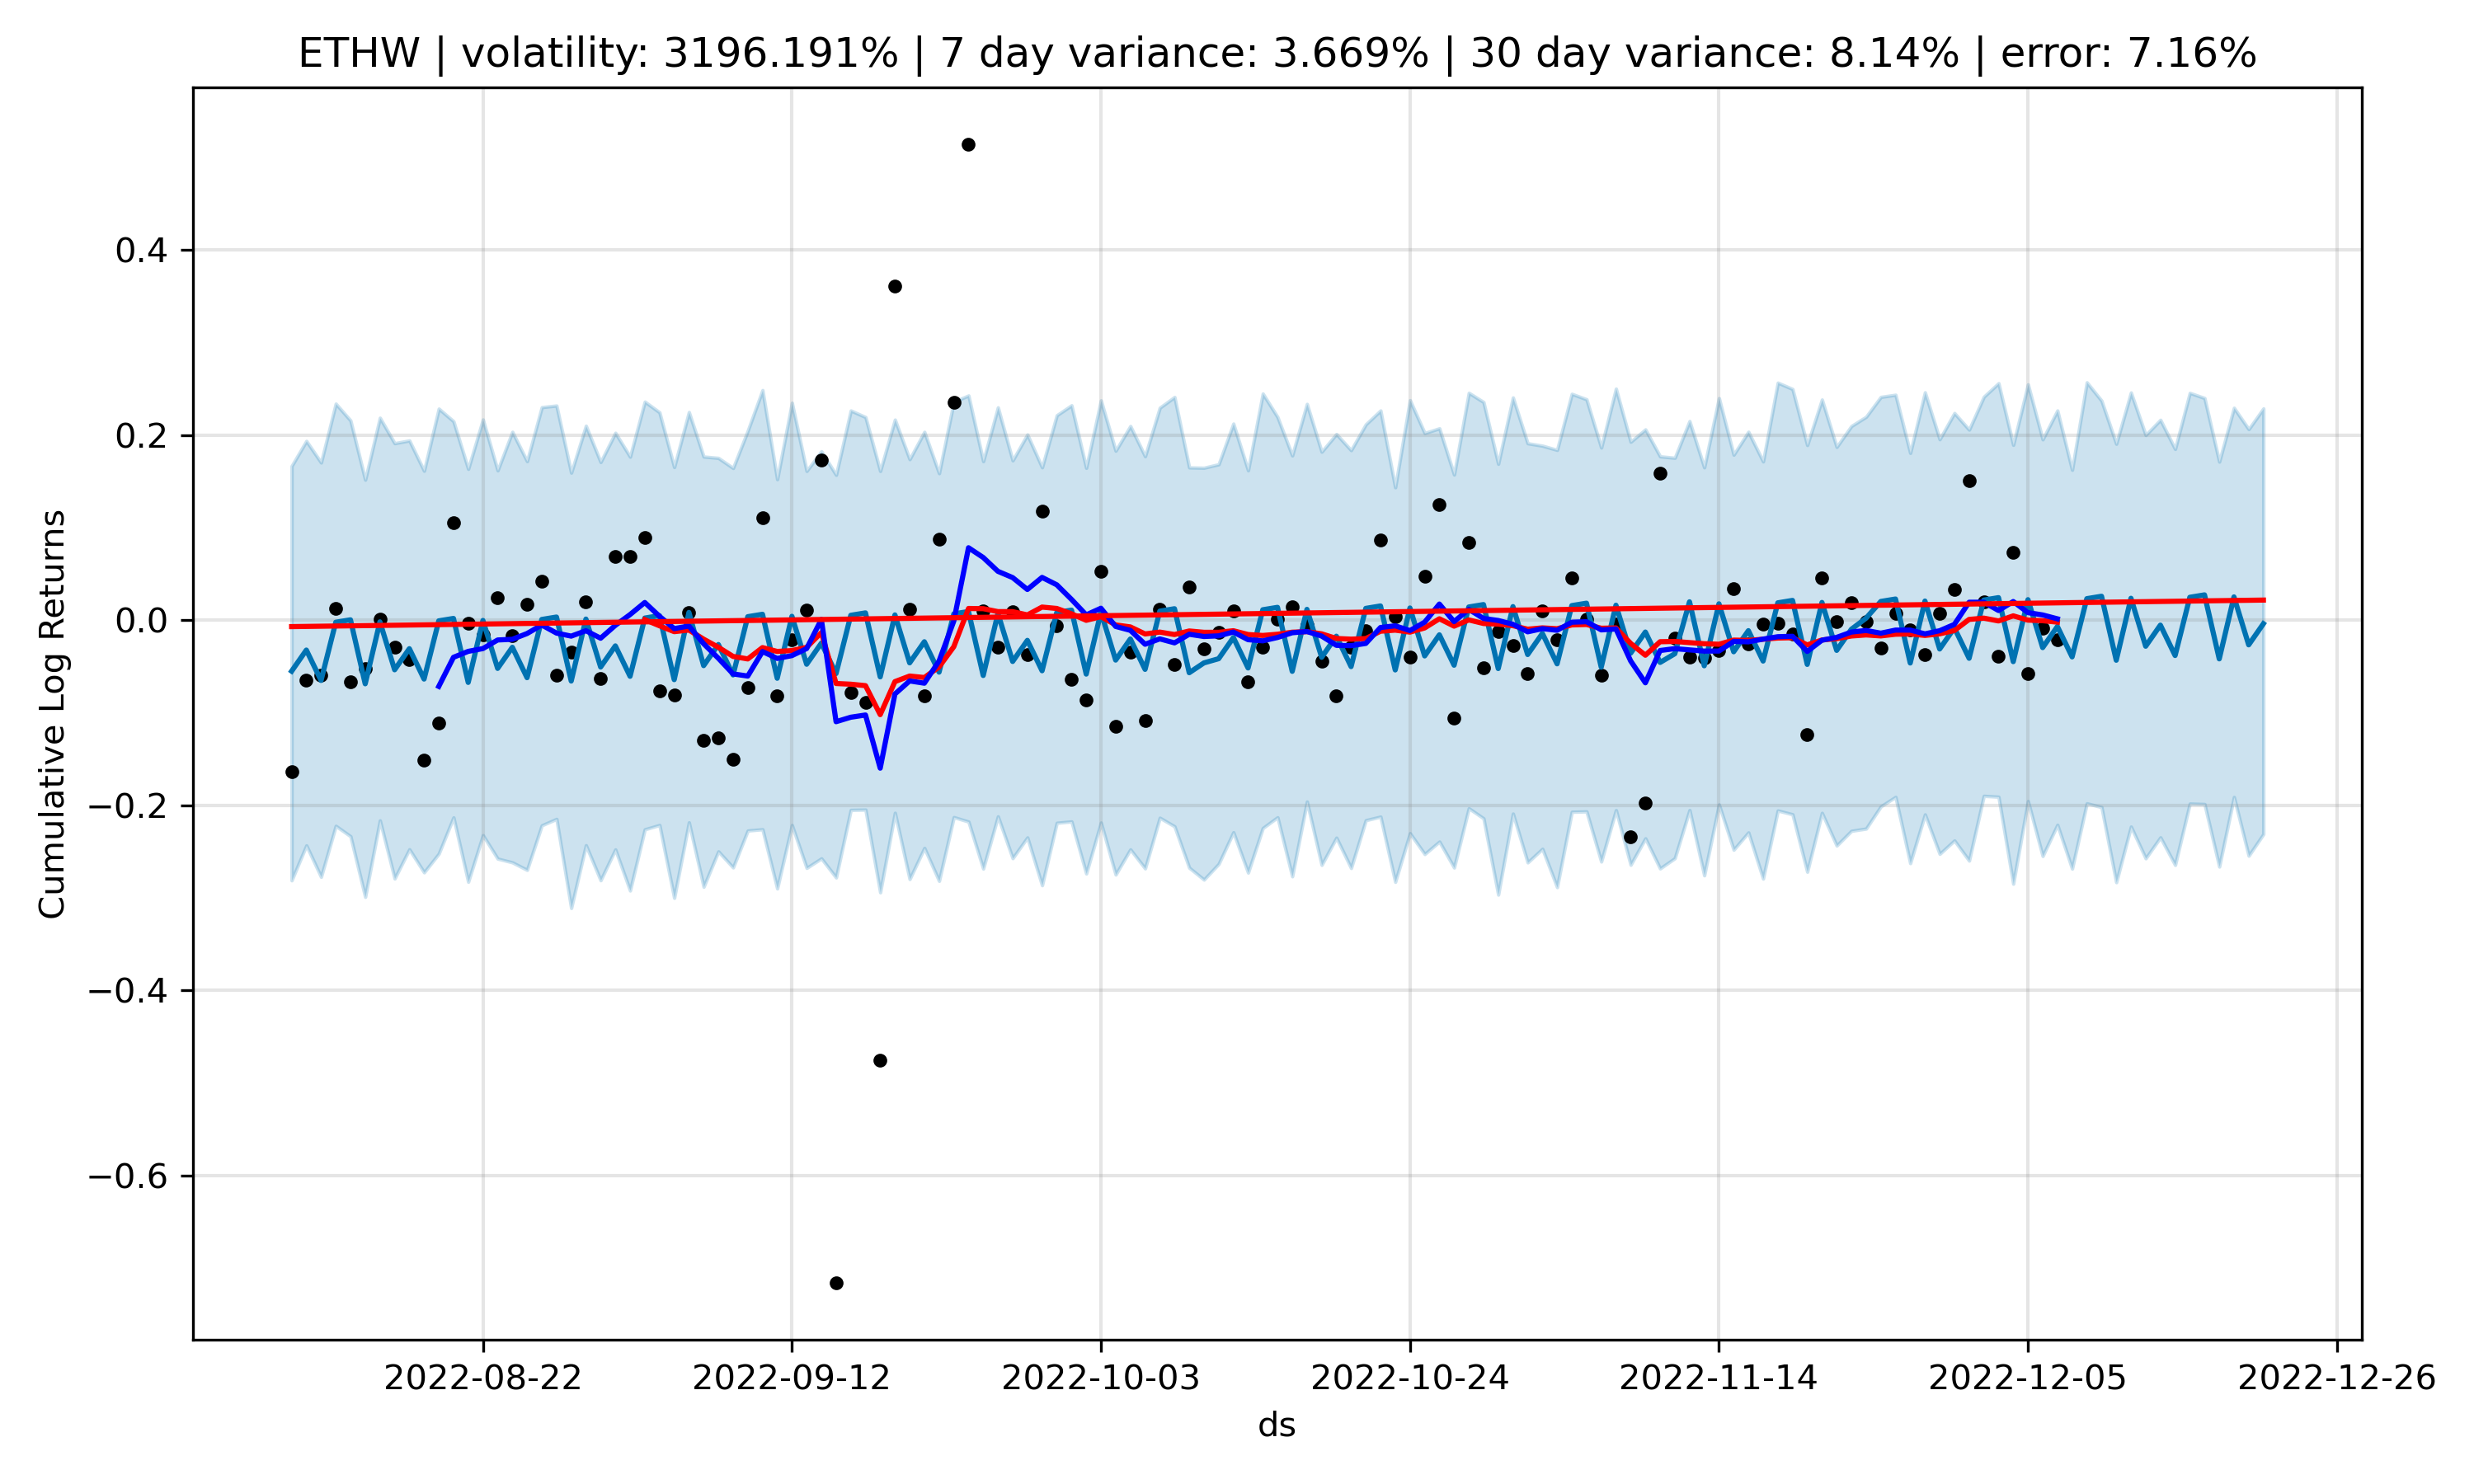 ETHW | volatility: 3196.191% | 7 day variance: 3.669% | 30 day variance: 8.14% | error: 7.16%
Cumulative Log Returns
0.4
0.2
0.0
−0.2
−0.4
−0.6
2022-08-22 2022-09-12 2022-10-03 2022-10-24 2022-11-14 2022-12-05 2022-12-26
ds